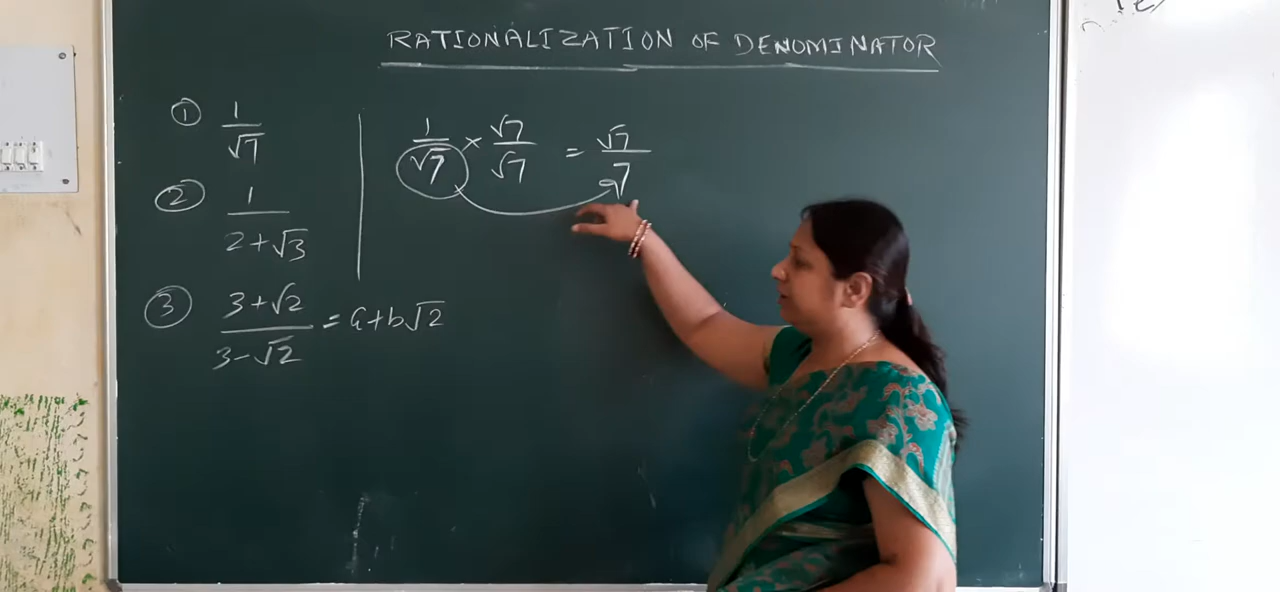 RATIONALIZATION OF DENOMINATOR
① 1/√7
② 1/(2+√3)
③ (3+√2)/(3-√2) = a+b√2
1/√7 × √7/√7 = √7/7